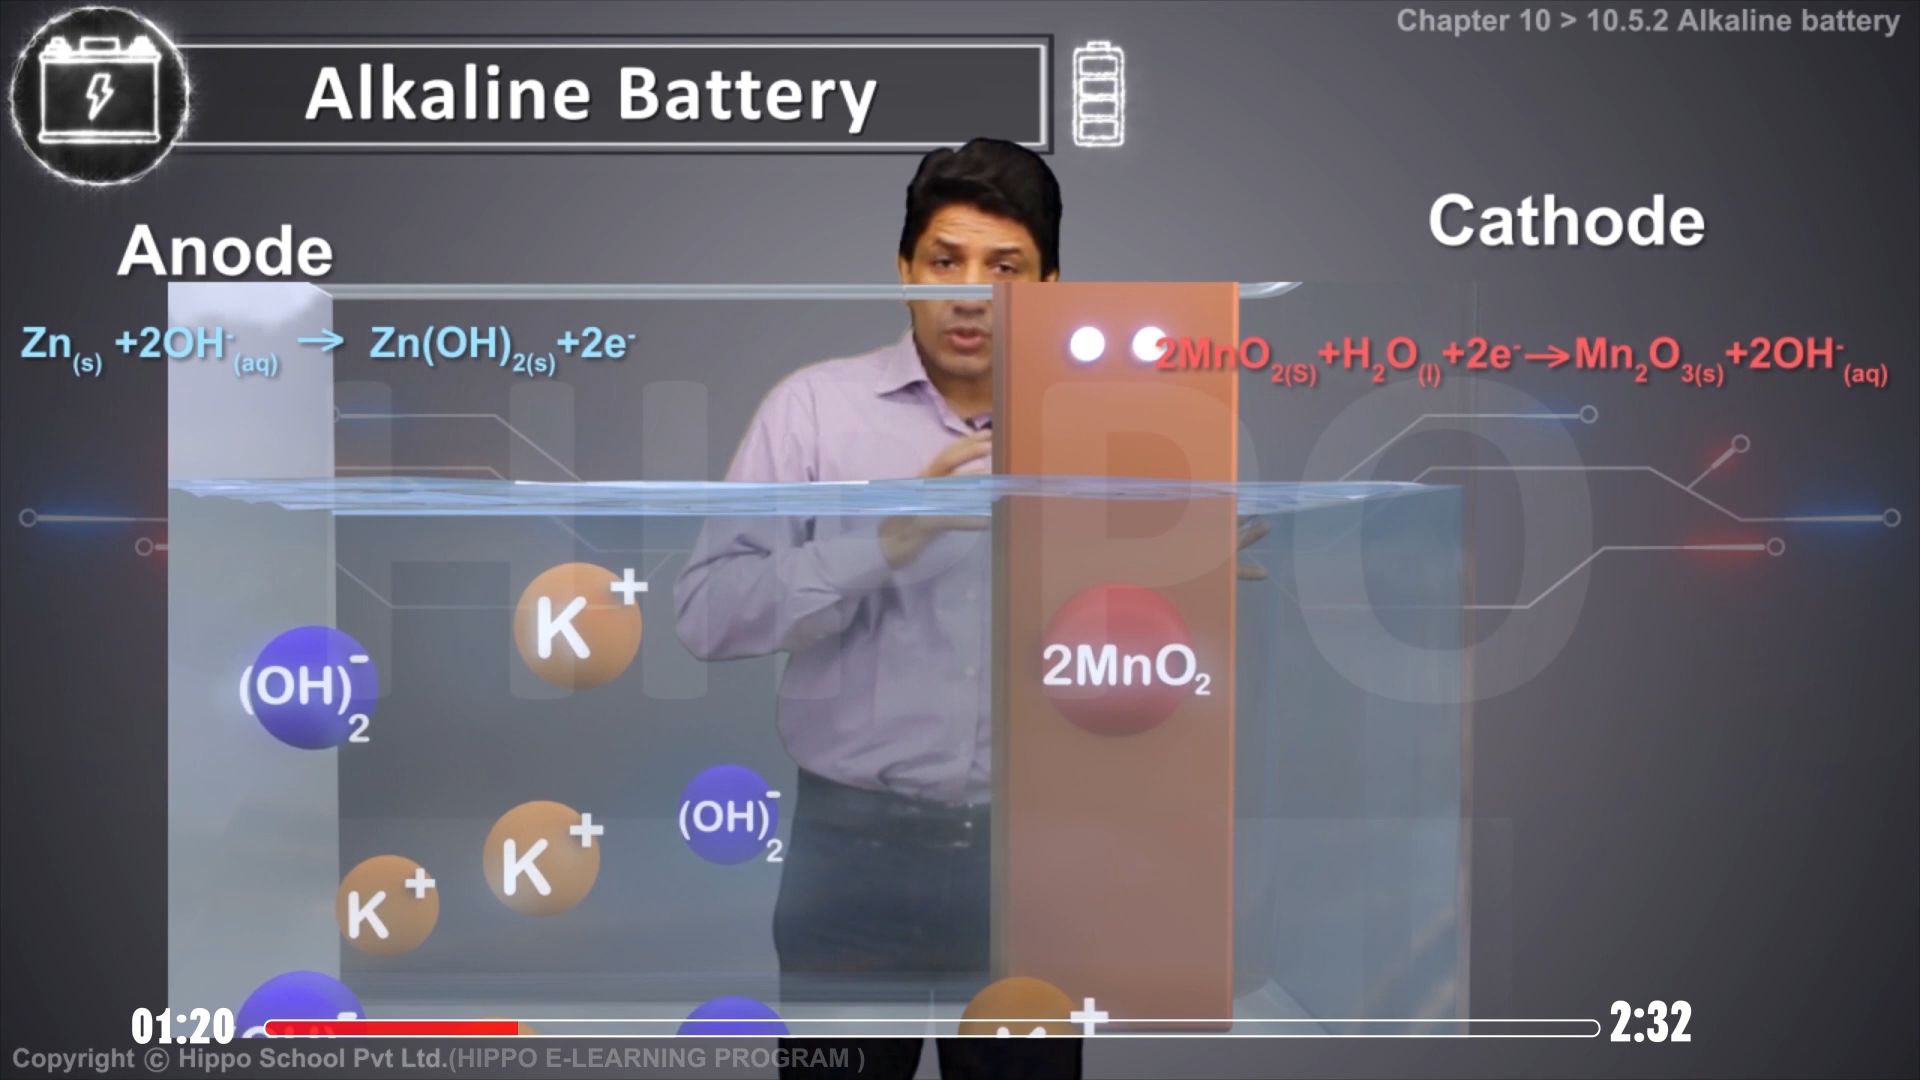 Chapter 10 > 10.5.2 Alkaline battery
Alkaline Battery
Anode
Cathode
Zn(s) +2OH⁻(aq) → Zn(OH)₂(s)+2e⁻
2MnO₂(S)+H₂O(l)+2e⁻→Mn₂O₃(s)+2OH⁻(aq)
HIPPO
K⁺
(OH)₂⁻
2MnO₂
K⁺
(OH)₂⁻
K⁺
01:20
2:32
Copyright © Hippo School Pvt Ltd.(HIPPO E-LEARNING PROGRAM )